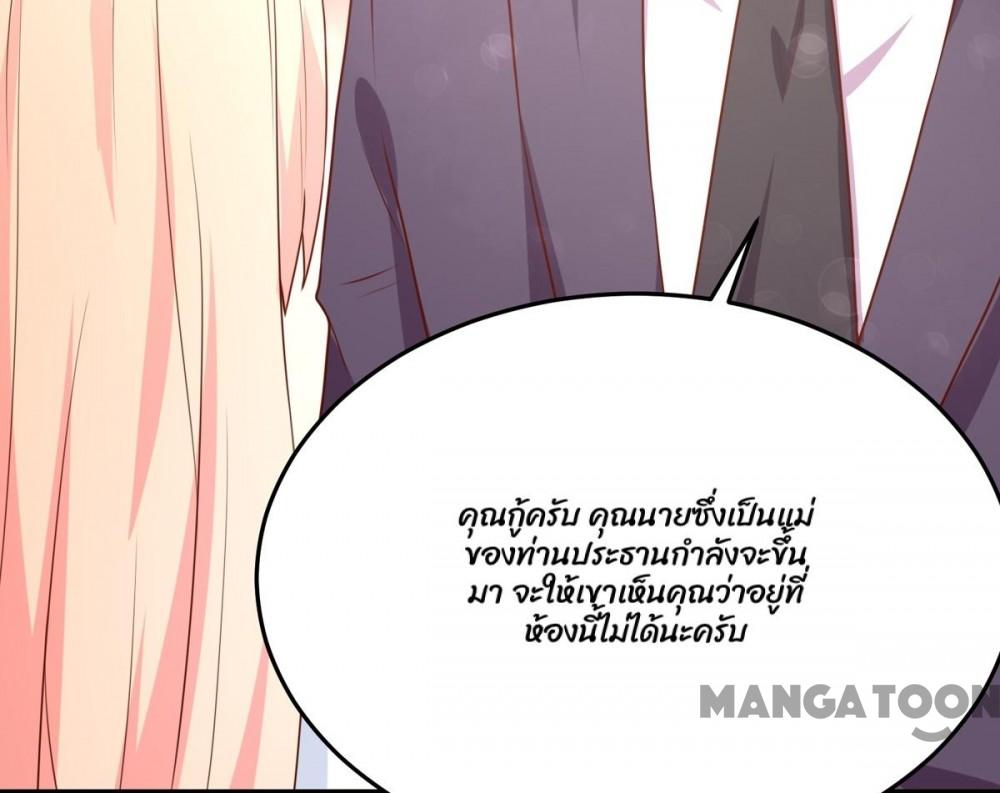 คุณกู้ครับ คุณนายซึ่งเป็นแม่
ของท่านประธานกำลังจะขึ้น
มา จะให้เขาเห็นคุณว่าอยู่ที่
ห้องนี้ไม่ได้นะครับ
MANGATOON